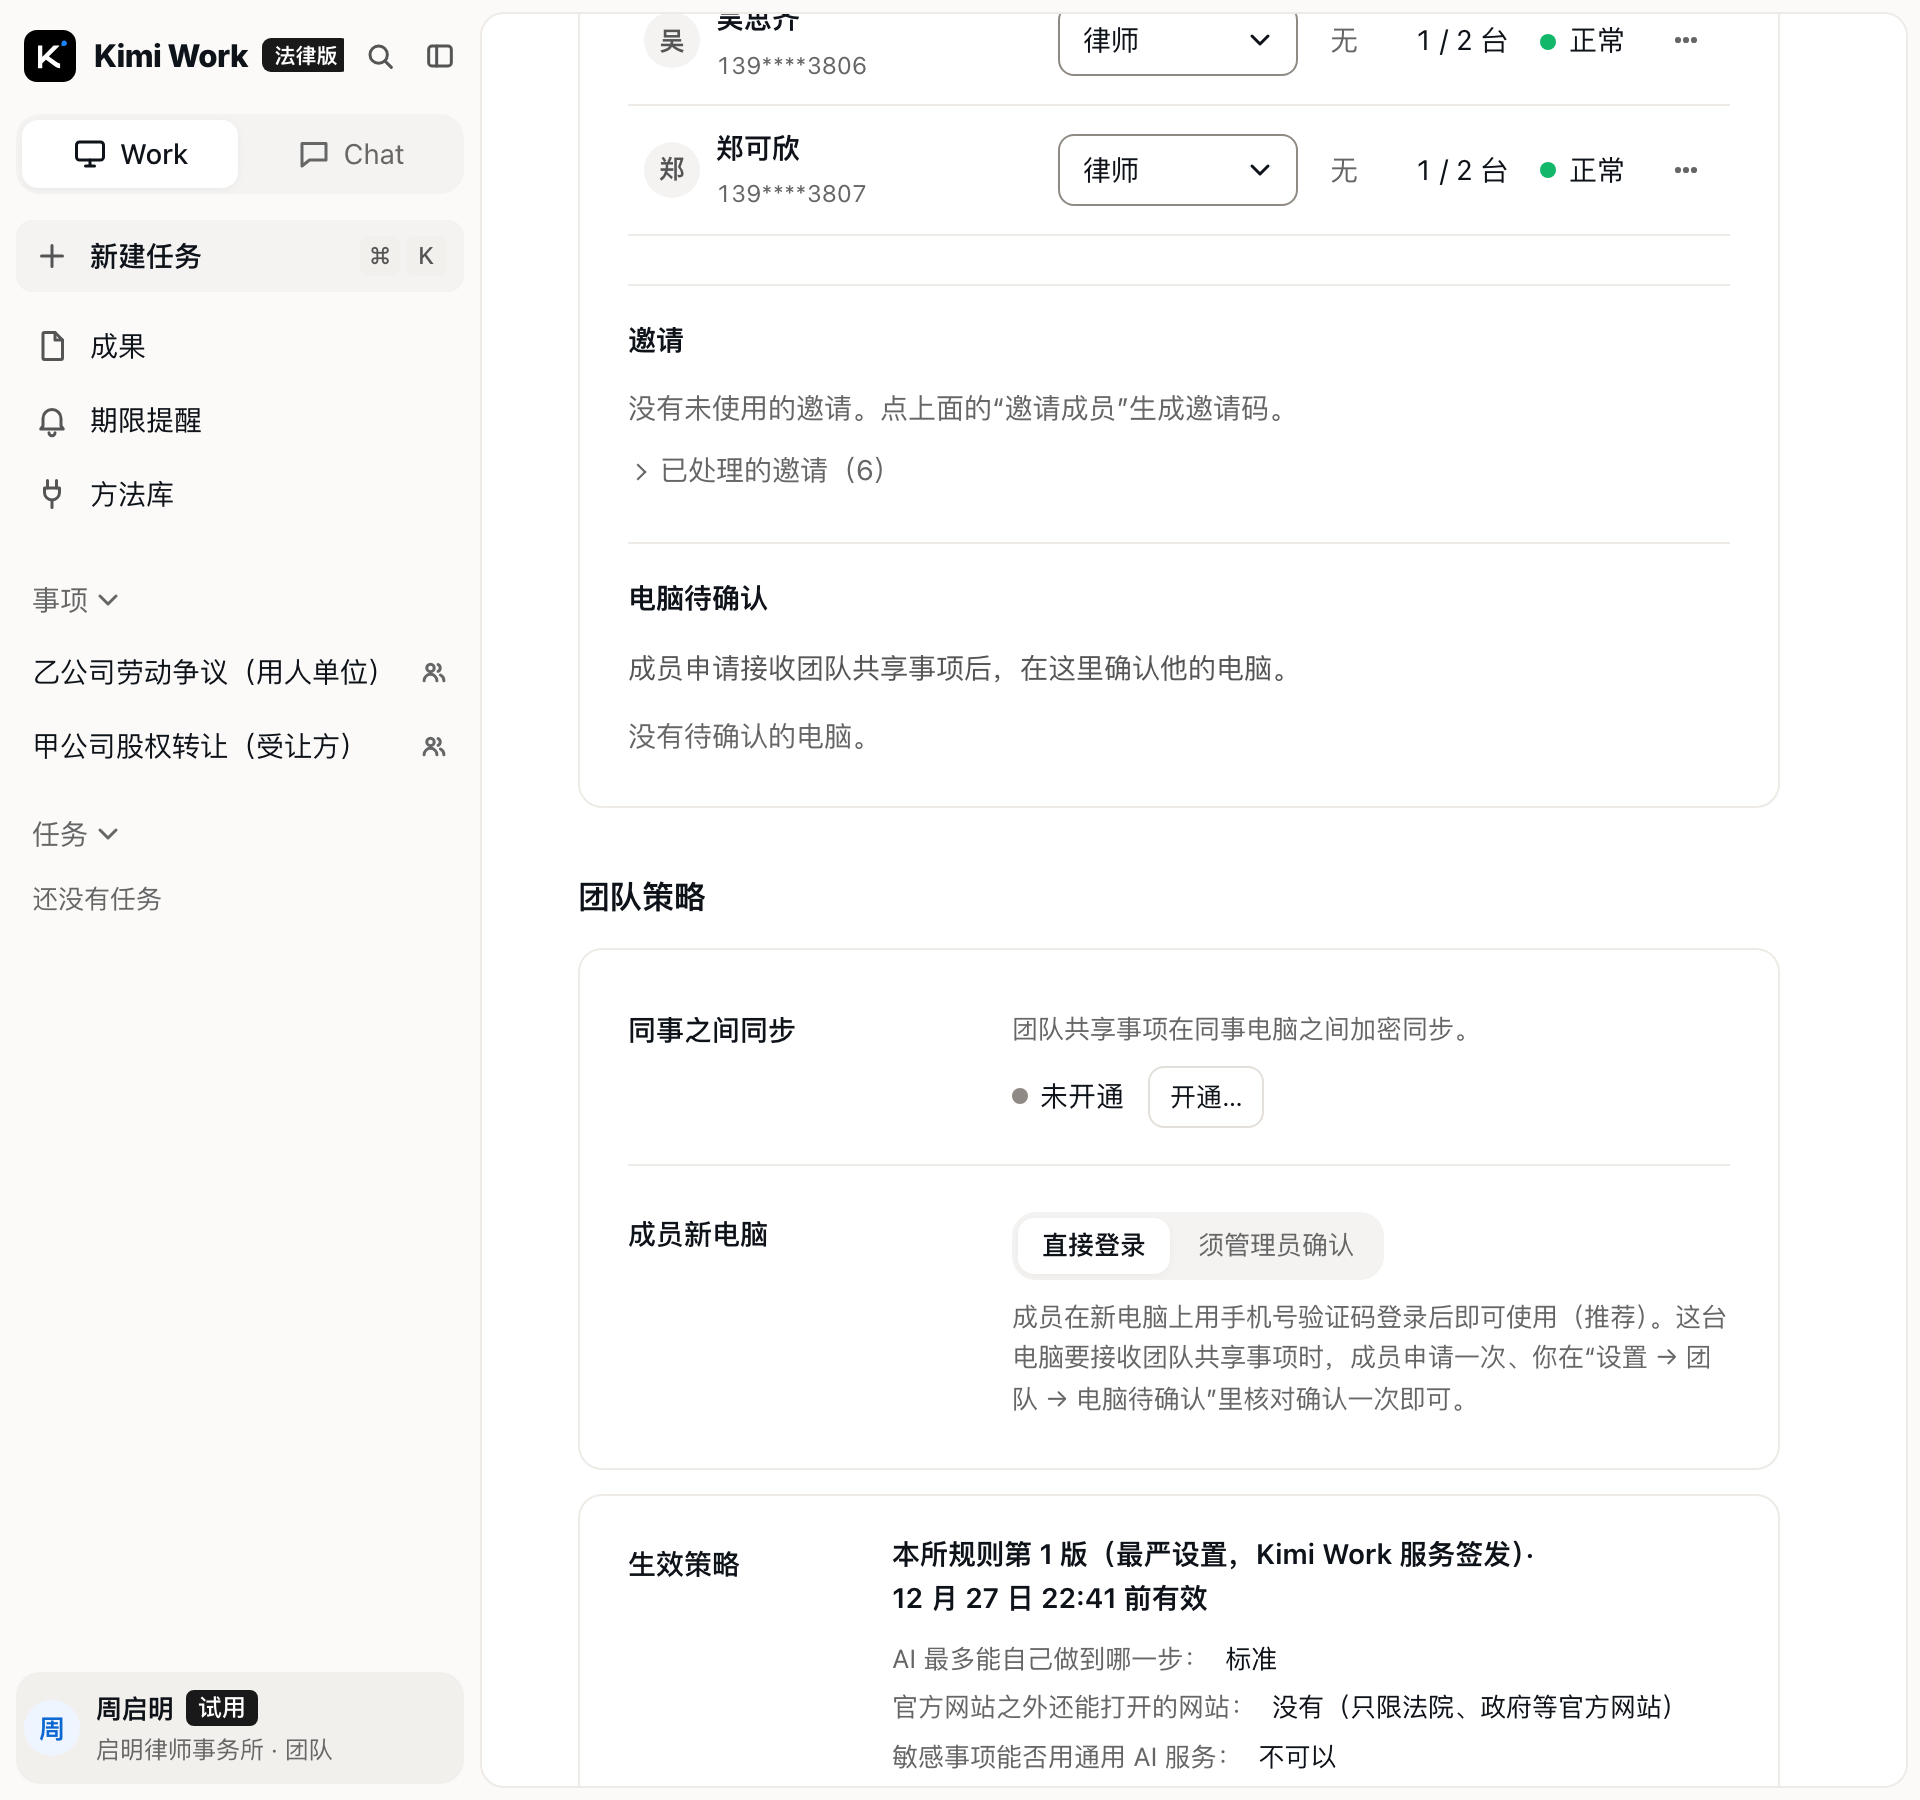 Kimi Work 法律版
Work
Chat
新建任务 ⌘ K
成果
期限提醒
方法库
事项
乙公司劳动争议（用人单位）
甲公司股权转让（受让方）
任务
还没有任务
周 周启明 试用
启明律师事务所 · 团队
吴
139****3806
律师 无 1 / 2 台 正常
郑 郑可欣
139****3807
律师 无 1 / 2 台 正常
邀请
没有未使用的邀请。点上面的“邀请成员”生成邀请码。
已处理的邀请（6）
电脑待确认
成员申请接收团队共享事项后，在这里确认他的电脑。
没有待确认的电脑。
团队策略
同事之间同步
团队共享事项在同事电脑之间加密同步。
未开通 开通...
成员新电脑
直接登录 须管理员确认
成员在新电脑上用手机号验证码登录后即可使用（推荐）。这台
电脑要接收团队共享事项时，成员申请一次、你在“设置 → 团
队 → 电脑待确认”里核对确认一次即可。
生效策略
本所规则第 1 版（最严设置，Kimi Work 服务签发）·
12 月 27 日 22:41 前有效
AI 最多能自己做到哪一步： 标准
官方网站之外还能打开的网站： 没有（只限法院、政府等官方网站）
敏感事项能否用通用 AI 服务： 不可以